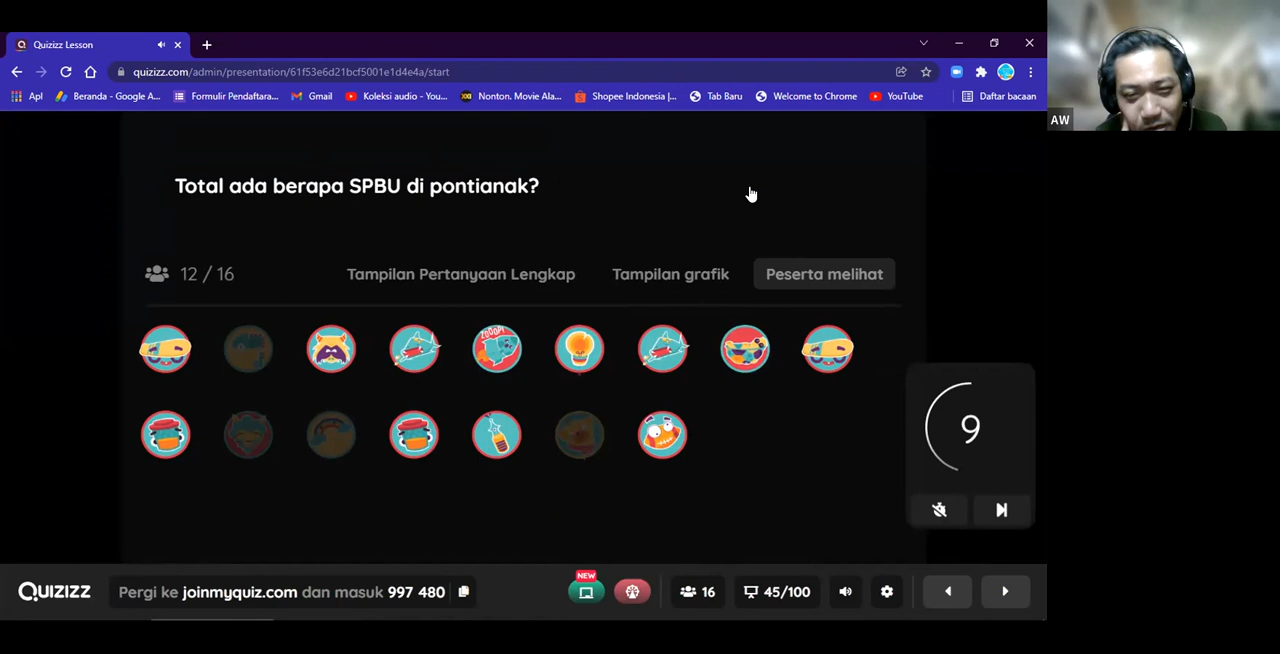 Quizizz Lesson
quizizz.com/admin/presentation/61f53e6d21bcf5001e1d4e4a/start
Apl
Beranda - Google A...
Formulir Pendaftara...
Gmail
Koleksi audio - You...
Nonton. Movie Ala...
Shopee Indonesia |...
Tab Baru
Welcome to Chrome
YouTube
Daftar bacaan
AW
Total ada berapa SPBU di pontianak?
12 / 16
Tampilan Pertanyaan Lengkap
Tampilan grafik
Peserta melihat
ZOOOP!
9
QUIZIZZ
Pergi ke joinmyquiz.com dan masuk 997 480
NEW
16
45/100